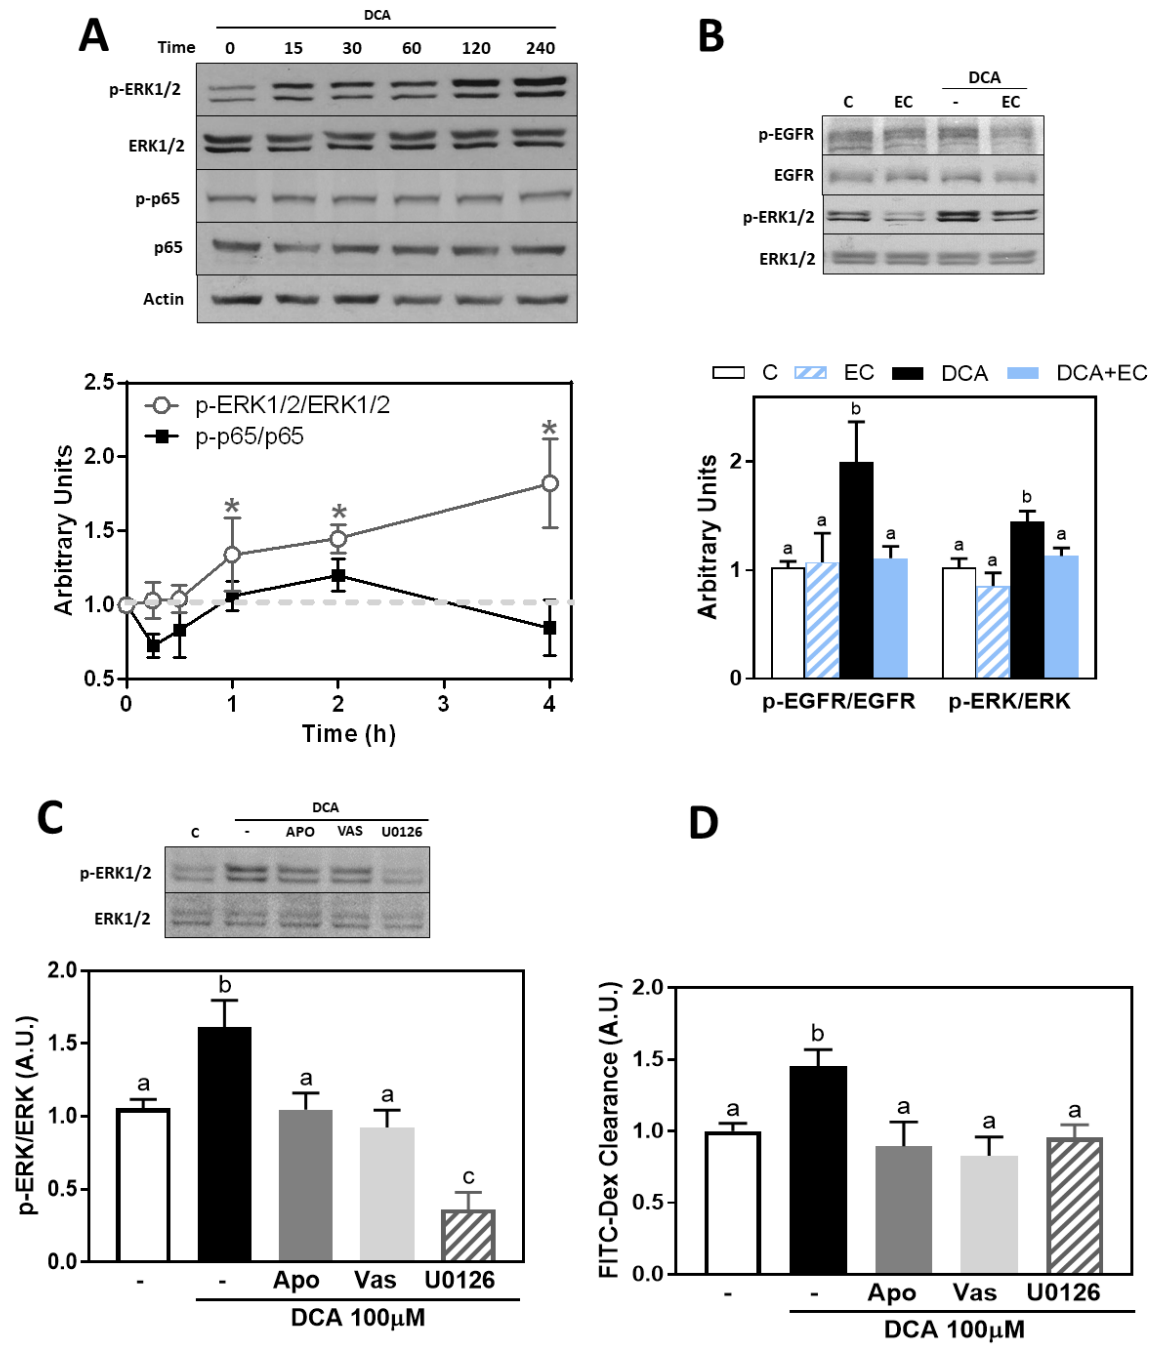 A
DCA
Time 0 15 30 60 120 240
p-ERK1/2
ERK1/2
p-p65
p65
Actin
2.5
2.0
1.5
1.0
0.5
Arbitrary Units
p-ERK1/2/ERK1/2
p-p65/p65
*
*
*
0 1 2 3 4
Time (h)
B
DCA
C EC - EC
p-EGFR
EGFR
p-ERK1/2
ERK1/2
C EC DCA DCA+EC
Arbitrary Units
2
1
0
a a b a a a b a
p-EGFR/EGFR p-ERK/ERK
C
DCA
C - APO VAS U0126
p-ERK1/2
ERK1/2
p-ERK/ERK (A.U.)
2.0
1.5
1.0
0.5
0.0
a b a a c
- - Apo Vas U0126
DCA 100μM
D
FITC-Dex Clearance (A.U.)
2.0
1.5
1.0
0.5
0.0
a b a a a
- - Apo Vas U0126
DCA 100μM